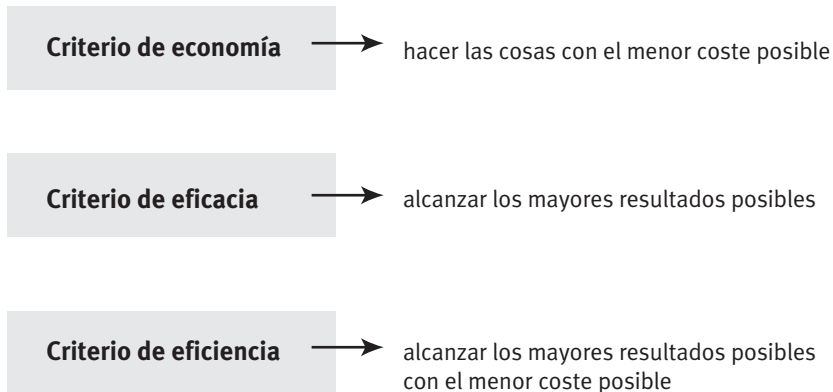 Criterio de economía
hacer las cosas con el menor coste posible
Criterio de eficacia
alcanzar los mayores resultados posibles
Criterio de eficiencia
alcanzar los mayores resultados posibles
con el menor coste posible